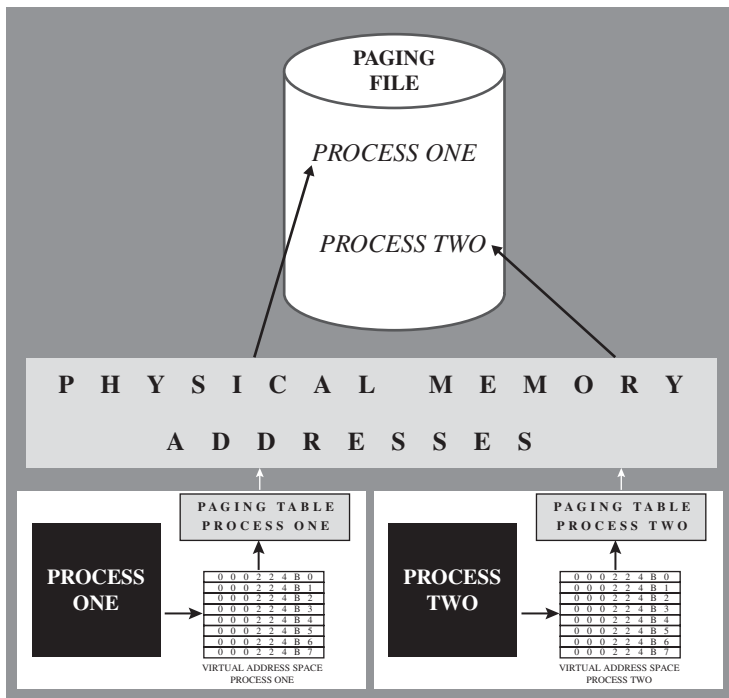 PAGING
FILE
PROCESS ONE
PROCESS TWO
PHYSICAL MEMORY
ADDRESSES
PAGING TABLE
PROCESS ONE
PROCESS
ONE
0 0 0 2 2 4 B 0
0 0 0 2 2 4 B 1
0 0 0 2 2 4 B 2
0 0 0 2 2 4 B 3
0 0 0 2 2 4 B 4
0 0 0 2 2 4 B 5
0 0 0 2 2 4 B 6
0 0 0 2 2 4 B 7
VIRTUAL ADDRESS SPACE
PROCESS ONE
PAGING TABLE
PROCESS TWO
PROCESS
TWO
0 0 0 2 2 4 B 0
0 0 0 2 2 4 B 1
0 0 0 2 2 4 B 2
0 0 0 2 2 4 B 3
0 0 0 2 2 4 B 4
0 0 0 2 2 4 B 5
0 0 0 2 2 4 B 6
0 0 0 2 2 4 B 7
VIRTUAL ADDRESS SPACE
PROCESS TWO